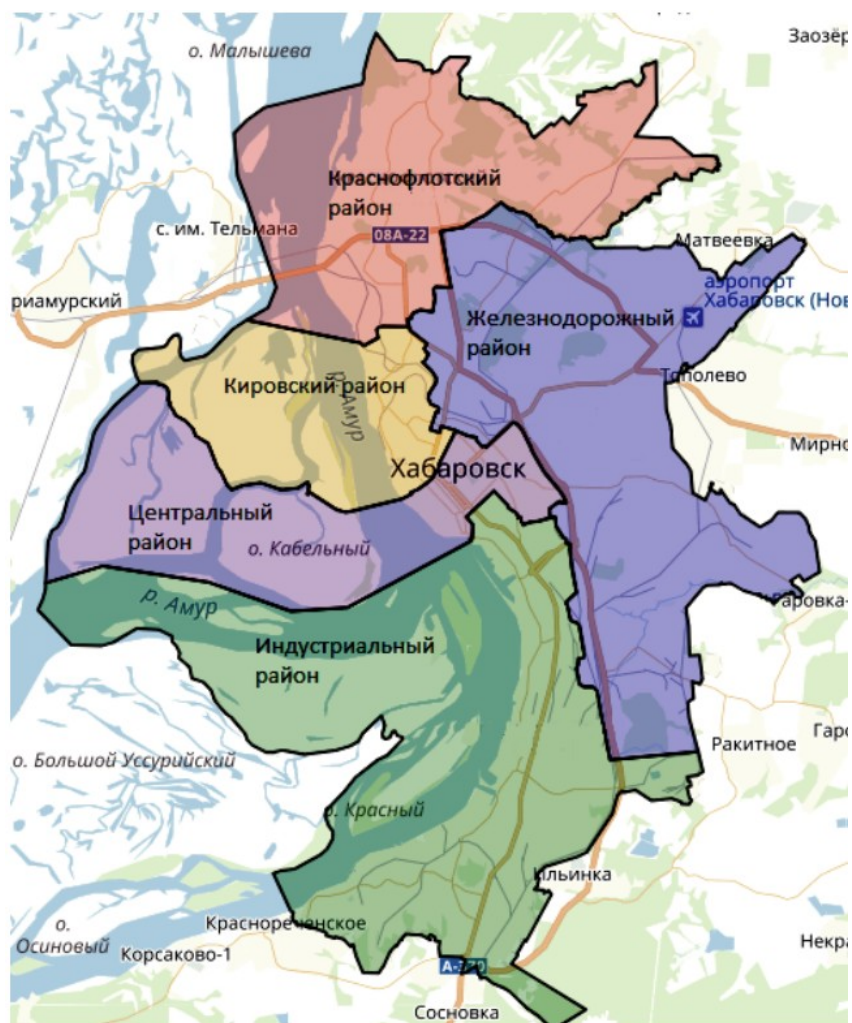 о. Малышева
Заозёр
Краснофлотский
район
с. им. Тельмана
08А-22
Матвеевка
риамурский
аэропорт
Хабаровск (Нов
Железнодорожный
район
Кировский район
р. Амур
Тополево
Мирно
Хабаровск
Центральный
район
о. Кабельный
р. Амур
Гаровка-
Индустриальный
район
Ракитное
Гаро
о. Большой Уссурийский
о. Красный
Ильинка
о.
Осиновый
Краснореченское
Корсаково-1
Некра
А-370
Сосновка